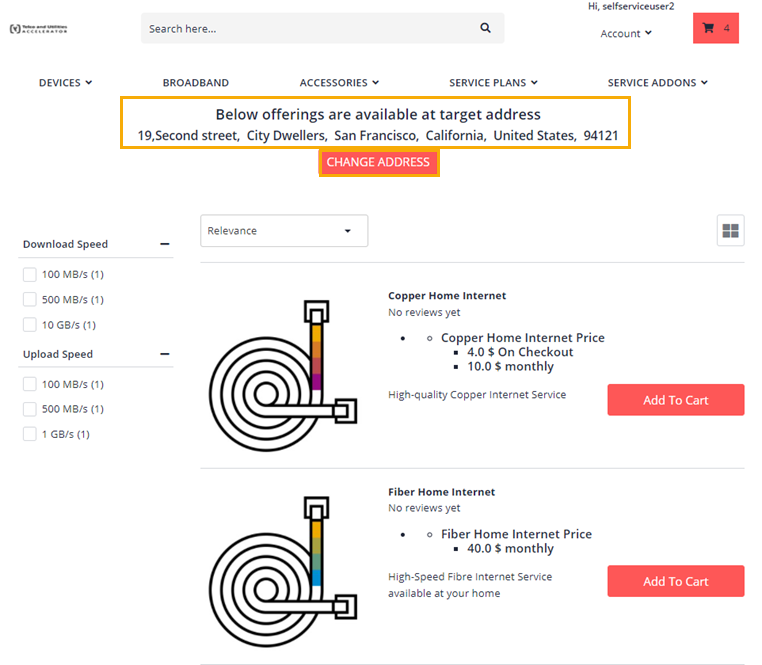 Hi, selfserviceuser2
Telco and Utilities
ACCELERATOR
Search here...
Account
4
DEVICES
BROADBAND
ACCESSORIES
SERVICE PLANS
SERVICE ADDONS
Below offerings are available at target address
19,Second street, City Dwellers, San Francisco, California, United States, 94121
CHANGE ADDRESS
Relevance
Download Speed
100 MB/s (1)
500 MB/s (1)
10 GB/s (1)
Upload Speed
100 MB/s (1)
500 MB/s (1)
1 GB/s (1)
Copper Home Internet
No reviews yet
Copper Home Internet Price
4.0 $ On Checkout
10.0 $ monthly
High-quality Copper Internet Service
Add To Cart
Fiber Home Internet
No reviews yet
Fiber Home Internet Price
40.0 $ monthly
High-Speed Fibre Internet Service
available at your home
Add To Cart